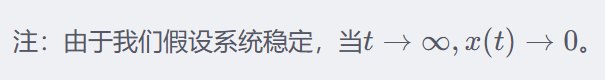 注：由于我们假设系统稳定，当t → ∞, x(t) → 0。